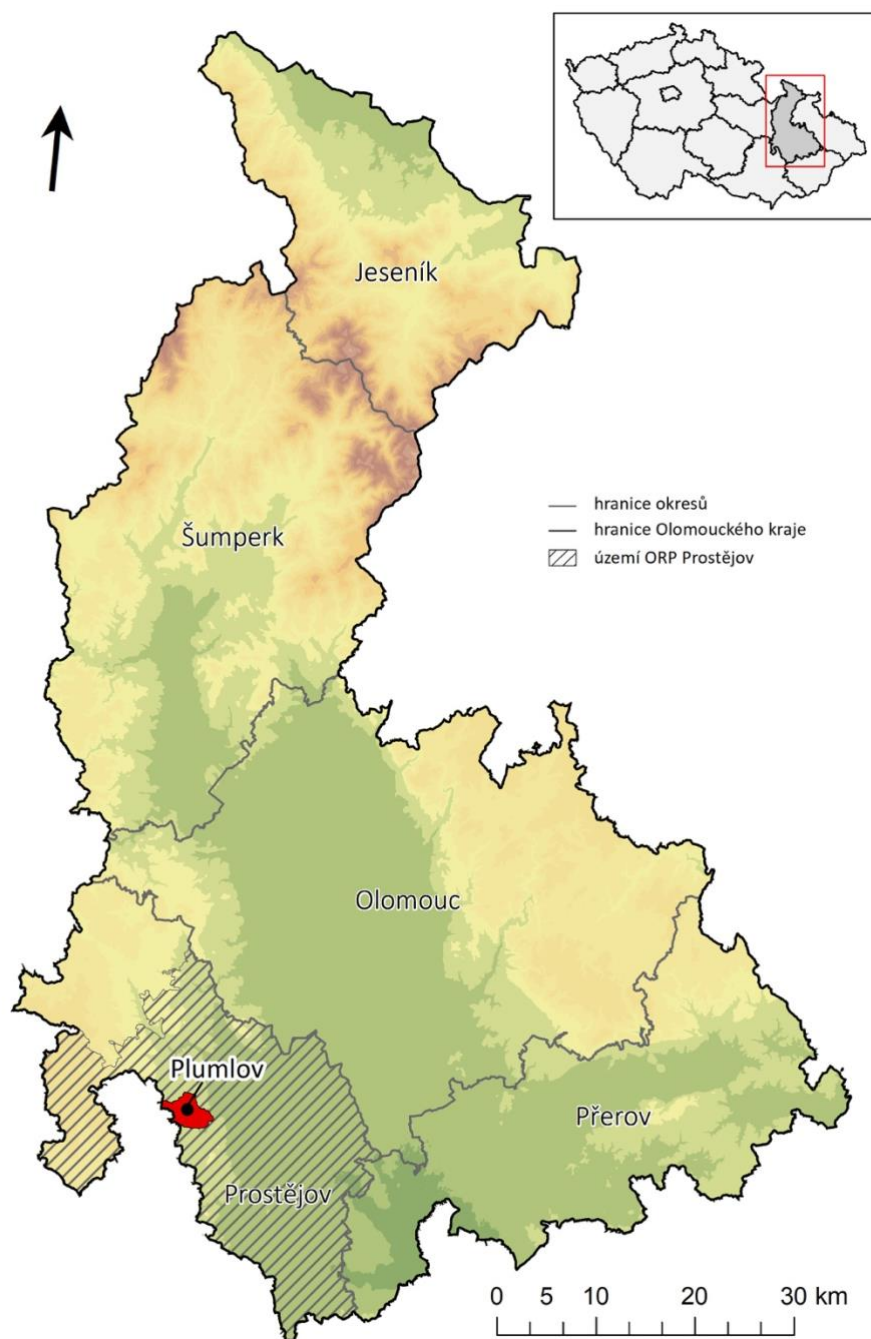 Jeseník
Šumperk
hranice okresů
hranice Olomouckého kraje
území ORP Prostějov
Olomouc
Plumlov
Přerov
Prostějov
0 5 10 20 30 km